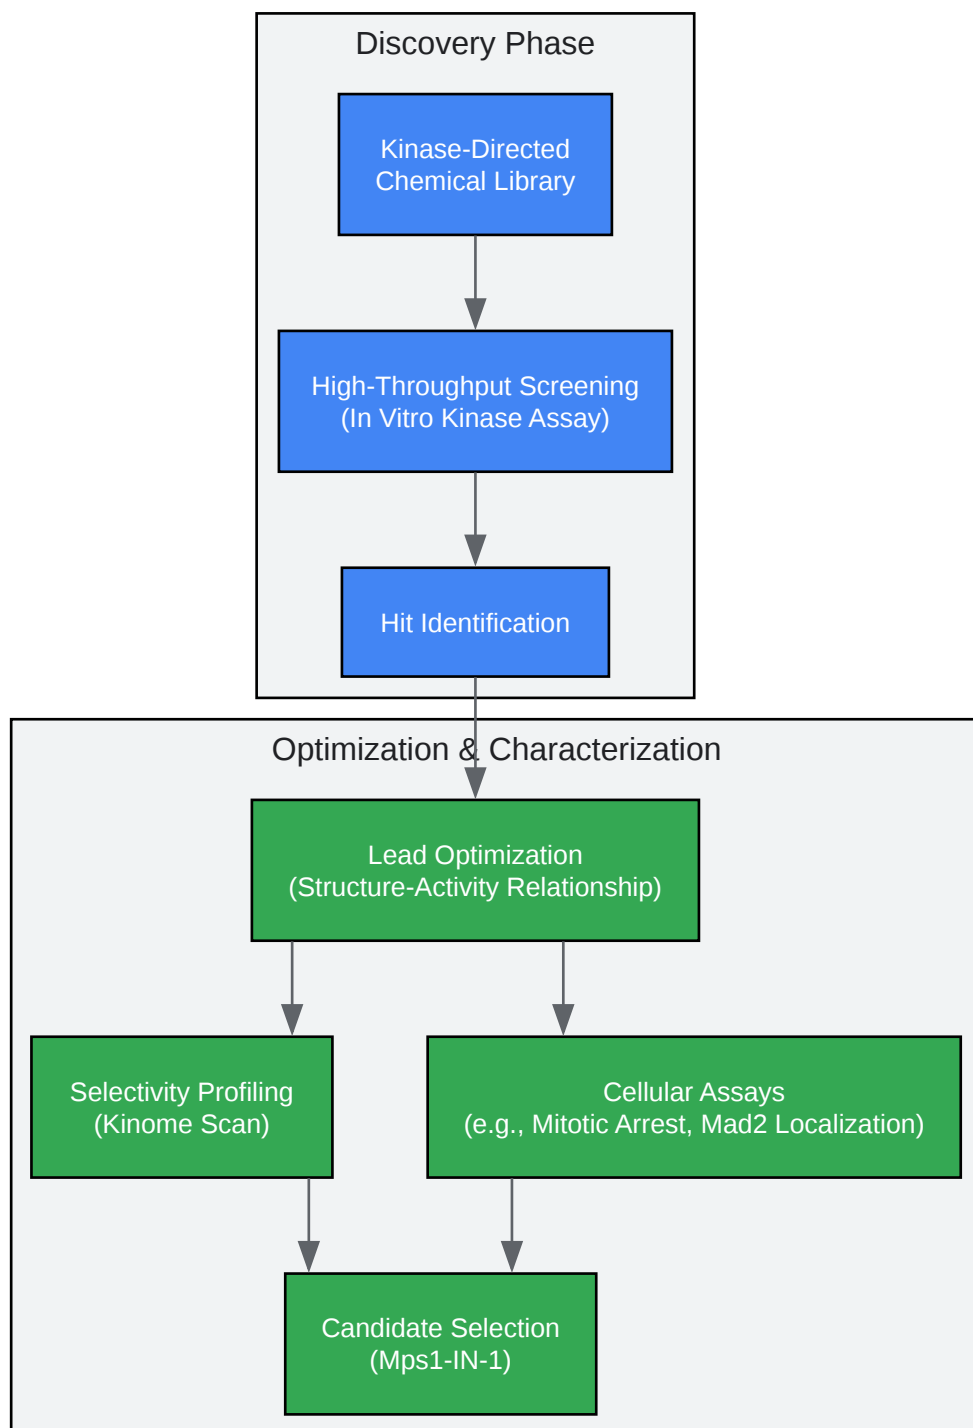 Discovery Phase
Kinase-Directed
Chemical Library
High-Throughput Screening
(In Vitro Kinase Assay)
Hit Identification
Optimization & Characterization
Lead Optimization
(Structure-Activity Relationship)
Selectivity Profiling
(Kinome Scan)
Cellular Assays
(e.g., Mitotic Arrest, Mad2 Localization)
Candidate Selection
(Mps1-IN-1)